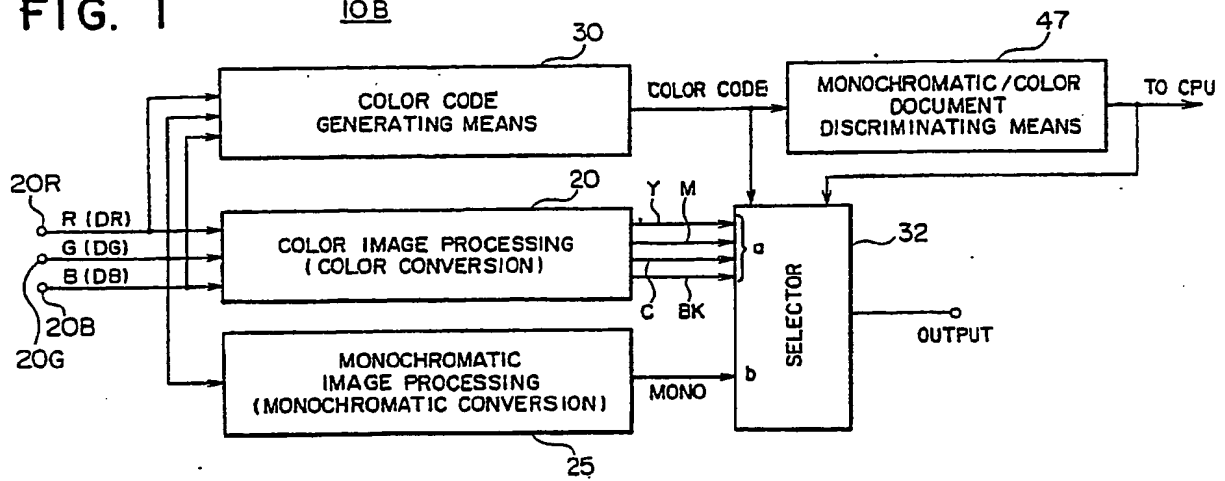 FIG. 1
10B
30
COLOR CODE
GENERATING MEANS
COLOR CODE
47
MONOCHROMATIC/COLOR
DOCUMENT
DISCRIMINATING MEANS
TO CPU
20R
R (DR)
G (DG)
B (DB)
20B
20G
20
COLOR IMAGE PROCESSING
(COLOR CONVERSION)
Y
M
C
BK
a
32
SELECTOR
OUTPUT
MONOCHROMATIC
IMAGE PROCESSING
(MONOCHROMATIC CONVERSION)
25
MONO
b